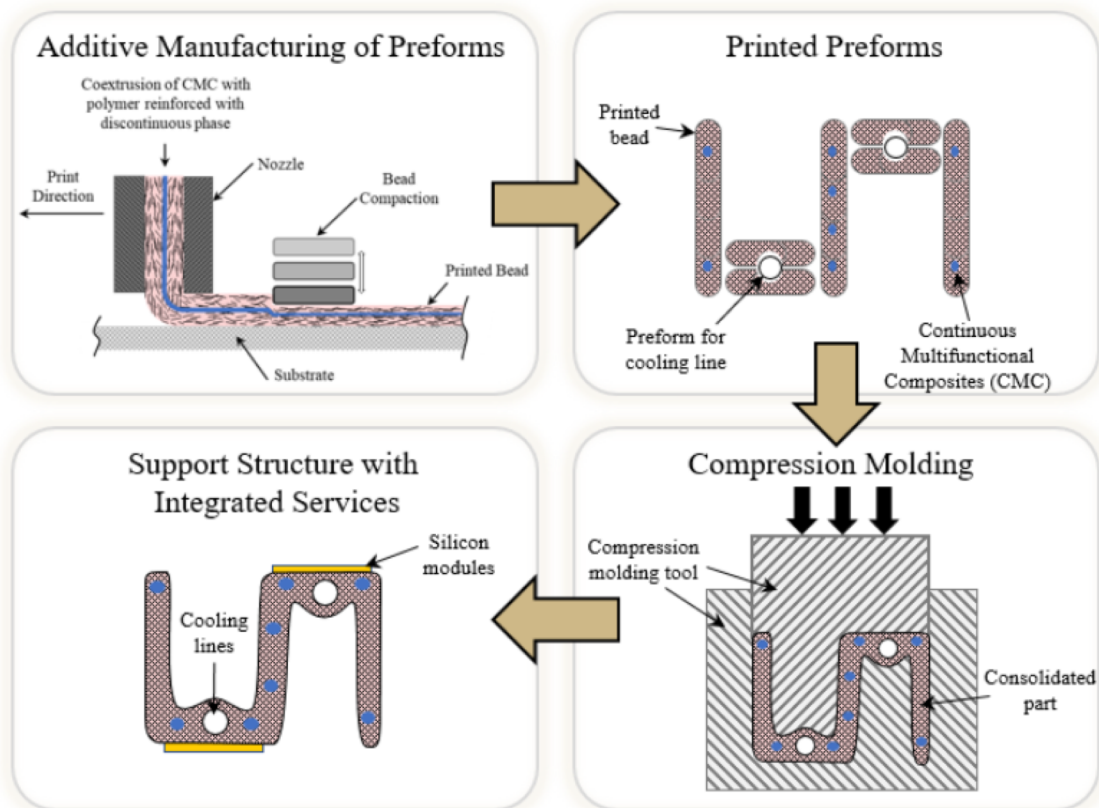 Additive Manufacturing of Preforms
Coextrusion of CMC with
polymer reinforced with
discontinuous phase
Nozzle
Print
Direction
Bead
Compaction
Printed Bead
Substrate
Printed Preforms
Printed
bead
Preform for
cooling line
Continuous
Multifunctional
Composites (CMC)
Support Structure with
Integrated Services
Silicon
modules
Cooling
lines
Compression Molding
Compression
molding tool
Consolidated
part